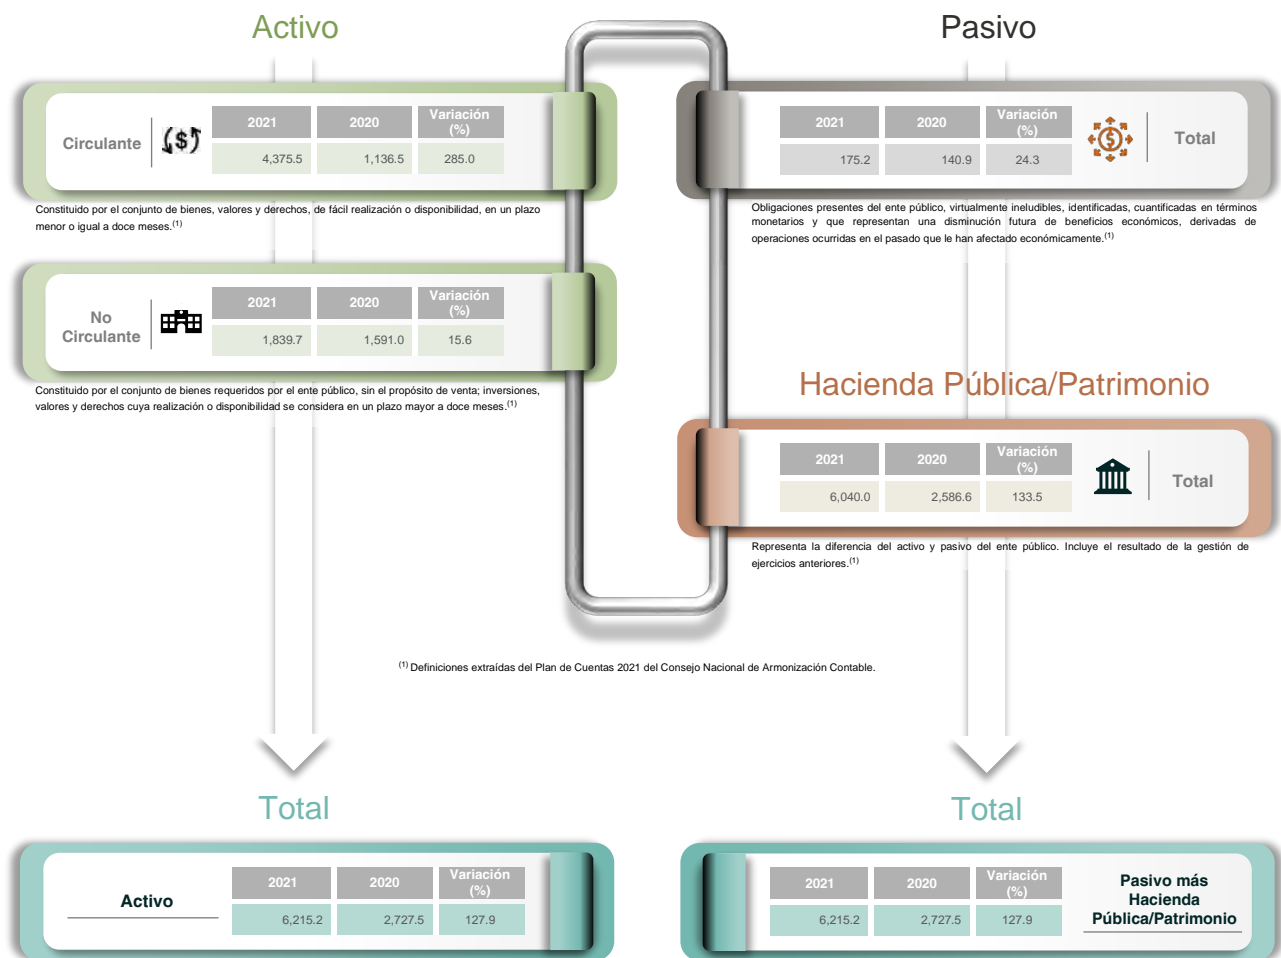 Activo
Circulante
2021 2020 Variación
(%)
4,375.5 1,136.5 285.0
Constituido por el conjunto de bienes, valores y derechos, de fácil realización o disponibilidad, en un plazo
menor o igual a doce meses.(1)
No
Circulante
2021 2020 Variación
(%)
1,839.7 1,591.0 15.6
Constituido por el conjunto de bienes requeridos por el ente público, sin el propósito de venta; inversiones,
valores y derechos cuya realización o disponibilidad se considera en un plazo mayor a doce meses.(1)
Pasivo
2021 2020 Variación
(%)
175.2 140.9 24.3
Total
Obligaciones presentes del ente público, virtualmente ineludibles, identificadas, cuantificadas en términos
monetarios y que representan una disminución futura de beneficios económicos, derivadas de
operaciones ocurridas en el pasado que le han afectado económicamente.(1)
Hacienda Pública/Patrimonio
2021 2020 Variación
(%)
6,040.0 2,586.6 133.5
Total
Representa la diferencia del activo y pasivo del ente público. Incluye el resultado de la gestión de
ejercicios anteriores.(1)
(1) Definiciones extraídas del Plan de Cuentas 2021 del Consejo Nacional de Armonización Contable.
Total
Activo
2021 2020 Variación
(%)
6,215.2 2,727.5 127.9
Total
2021 2020 Variación
(%)
6,215.2 2,727.5 127.9
Pasivo más
Hacienda
Pública/Patrimonio